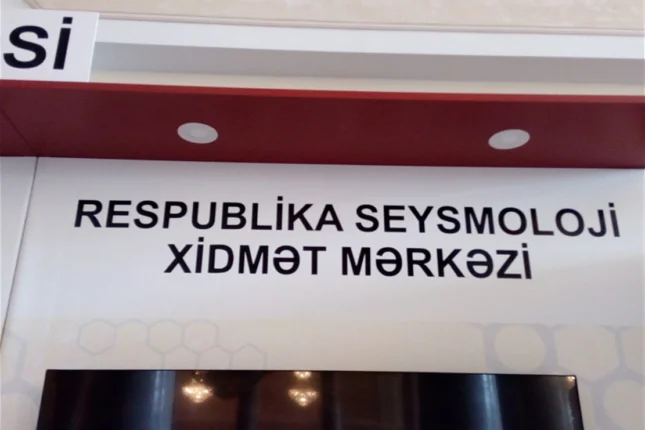 Sİ
RESPUBLİKA SEYSMOLOJİ
XİDMƏT MƏRKƏZİ